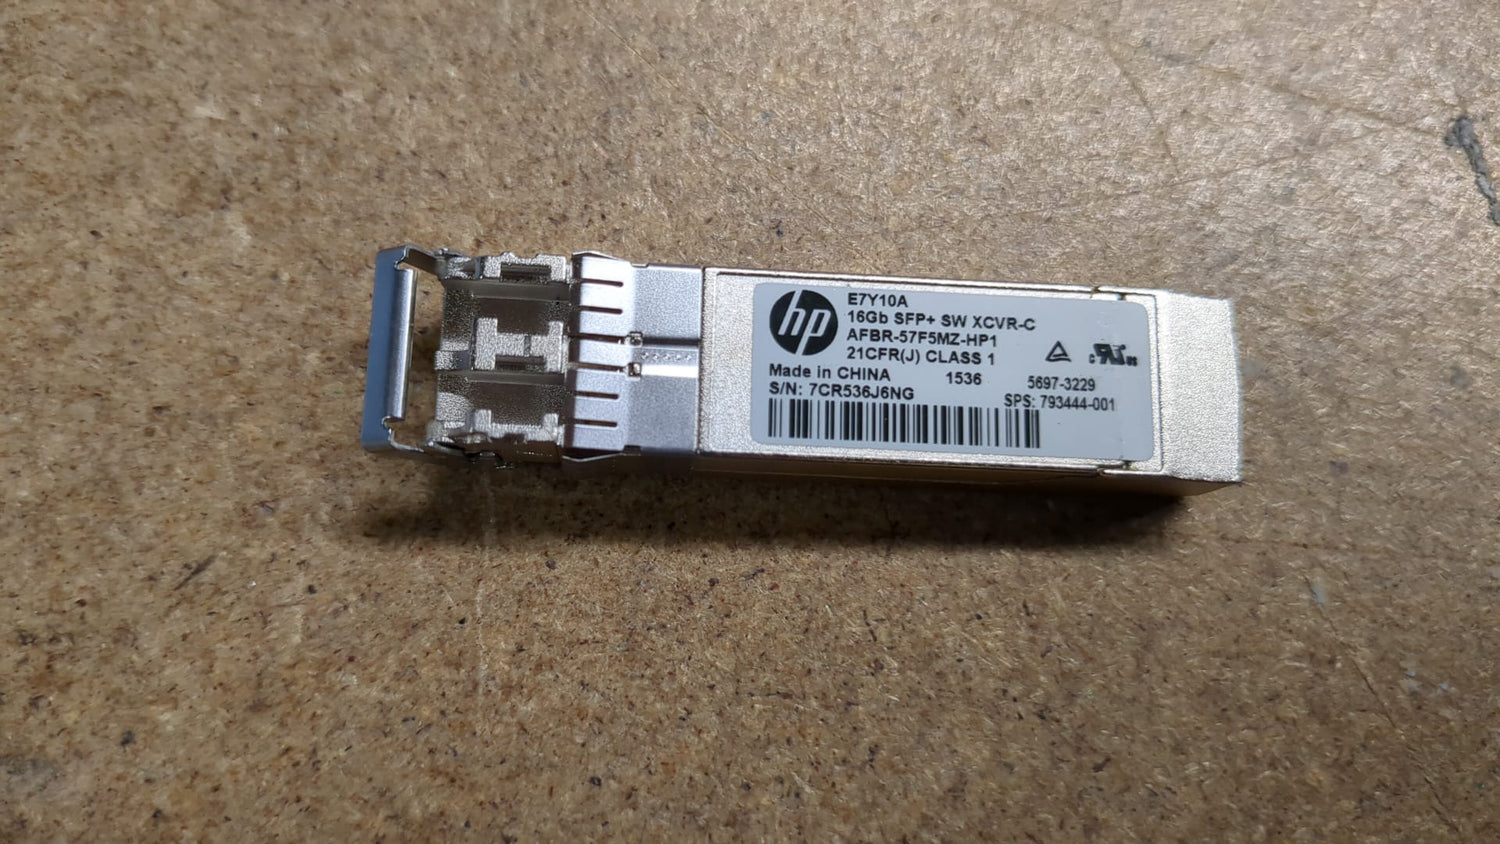 hp
E7Y10A
16Gb SFP+ SW XCVR-C
AFBR-57F5MZ-HP1
21CFR(J) CLASS 1
Made in CHINA 1536 5697-3229
S/N: 7CR536J6NG SPS: 793444-001